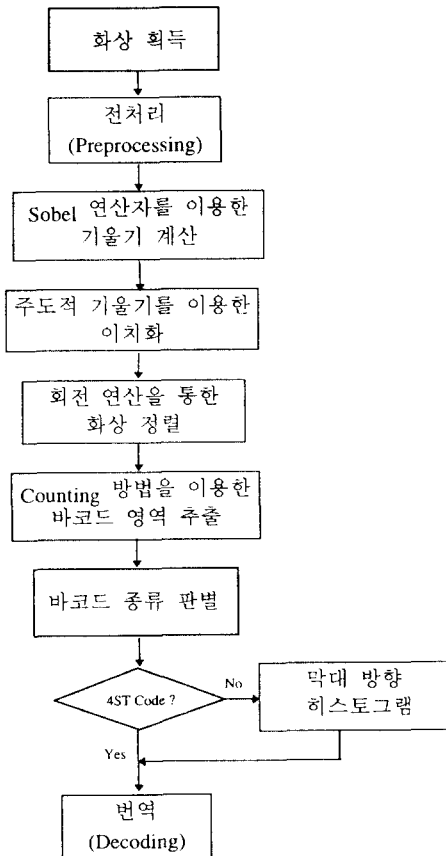 화상 획득
전처리
(Preprocessing)
Sobel 연산자를 이용한
기울기 계산
주도적 기울기를 이용한
이치화
회전 연산을 통한
화상 정렬
Counting 방법을 이용한
바코드 영역 추출
바코드 종류 판별
4ST Code ?
No
막대 방향
히스토그램
Yes
번역
(Decoding)